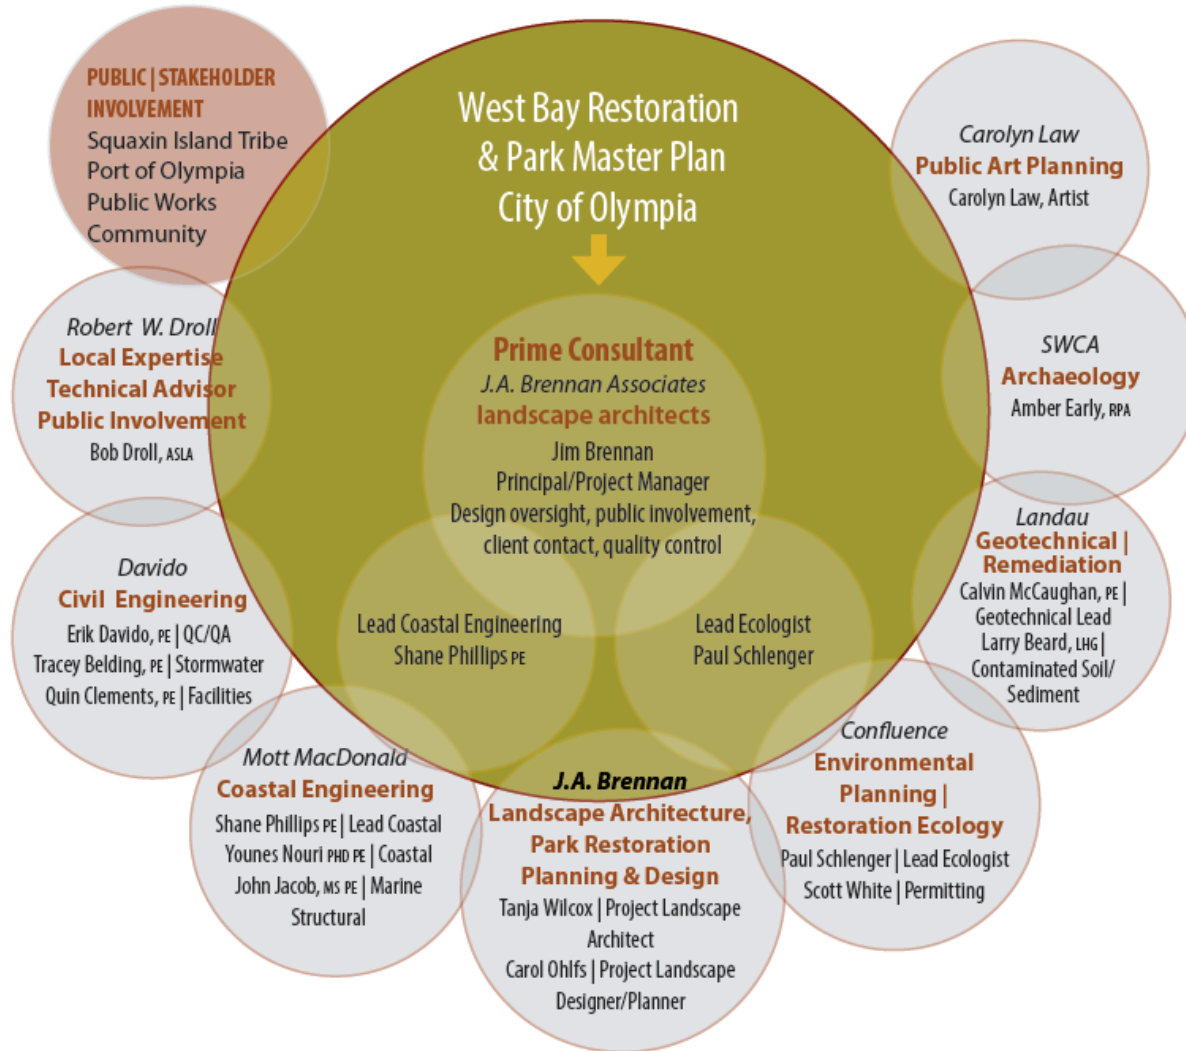 PUBLIC | STAKEHOLDER
INVOLVEMENT
Squaxin Island Tribe
Port of Olympia
Public Works
Community
West Bay Restoration
& Park Master Plan
City of Olympia
Carolyn Law
Public Art Planning
Carolyn Law, Artist
Robert W. Droll
Local Expertise
Technical Advisor
Public Involvement
Bob Droll, ASLA
Prime Consultant
J.A. Brennan Associates
landscape architects
Jim Brennan
Principal/Project Manager
Design oversight, public involvement,
client contact, quality control
SWCA
Archaeology
Amber Early, RPA
Landau
Geotechnical |
Remediation
Calvin McCaughan, PE |
Geotechnical Lead
Larry Beard, LHG |
Contaminated Soil/
Sediment
Davido
Civil Engineering
Erik Davido, PE | QC/QA
Tracey Belding, PE | Stormwater
Quin Clements, PE | Facilities
Lead Coastal Engineering
Shane Phillips PE
Lead Ecologist
Paul Schlenger
Mott MacDonald
Coastal Engineering
Shane Phillips PE | Lead Coastal
Younes Nouri PHD PE | Coastal
John Jacob, MS PE | Marine
Structural
J.A. Brennan
Landscape Architecture,
Park Restoration
Planning & Design
Tanja Wilcox | Project Landscape
Architect
Carol Ohlfs | Project Landscape
Designer/Planner
Confluence
Environmental
Planning |
Restoration Ecology
Paul Schlenger | Lead Ecologist
Scott White | Permitting